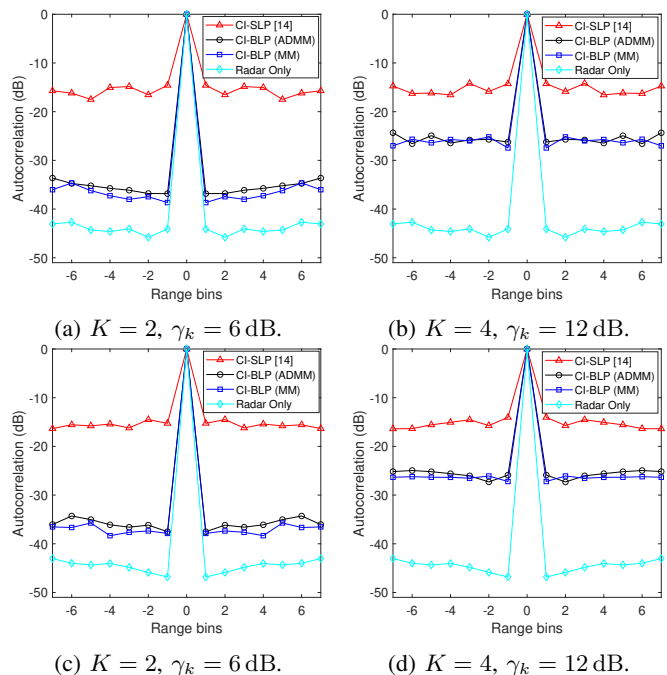 0
-10
-20
-30
-40
-50
Autocorrelation (dB)
-6 -4 -2 0 2 4 6
Range bins
CI-SLP [14]
CI-BLP (ADMM)
CI-BLP (MM)
Radar Only
(a) K = 2, γk = 6 dB.
0
-10
-20
-30
-40
-50
Autocorrelation (dB)
-6 -4 -2 0 2 4 6
Range bins
CI-SLP [14]
CI-BLP (ADMM)
CI-BLP (MM)
Radar Only
(b) K = 4, γk = 12 dB.
0
-10
-20
-30
-40
-50
Autocorrelation (dB)
-6 -4 -2 0 2 4 6
Range bins
CI-SLP [14]
CI-BLP (ADMM)
CI-BLP (MM)
Radar Only
(c) K = 2, γk = 6 dB.
0
-10
-20
-30
-40
-50
Autocorrelation (dB)
-6 -4 -2 0 2 4 6
Range bins
CI-SLP [14]
CI-BLP (ADMM)
CI-BLP (MM)
Radar Only
(d) K = 4, γk = 12 dB.